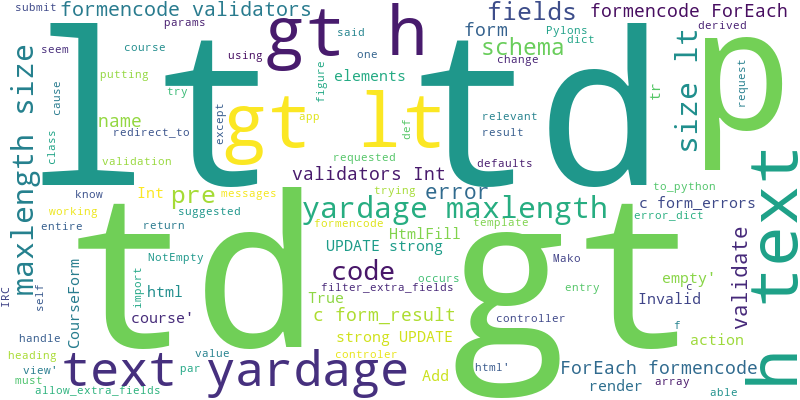 submit
formencode validators
params
gt h
fields
formencode ForEach
derived
seem
course
using
said
one
form
Pylons
dict
schema
change
lt
td
p
size lt
tr
request
maxlength size
cause
putting
try
figure
elements
name
redirect_to
except
gt lt
app
def
relevant
result
class
validation
requested
validators Int
defaults
h text
know
Int
pre
messages
trying
error
to_python
working
suggested
yardage maxlength
c form_errors
entire
return
formencode
template
error_dict
td
gt
HtmlFill
UPDATE strong
validate
NotEmpty
code
occurs
Mako
empty'
IRC
self
CourseForm
import
html
filter_extra_fields
True
entry
Invalid
c
course'
c form_result
controller
f
handle
strong UPDATE
action
heading
view'
text yardage
value
controler
html'
ForEach formencode
must
par
Add
render
array
able
allow_extra_fields